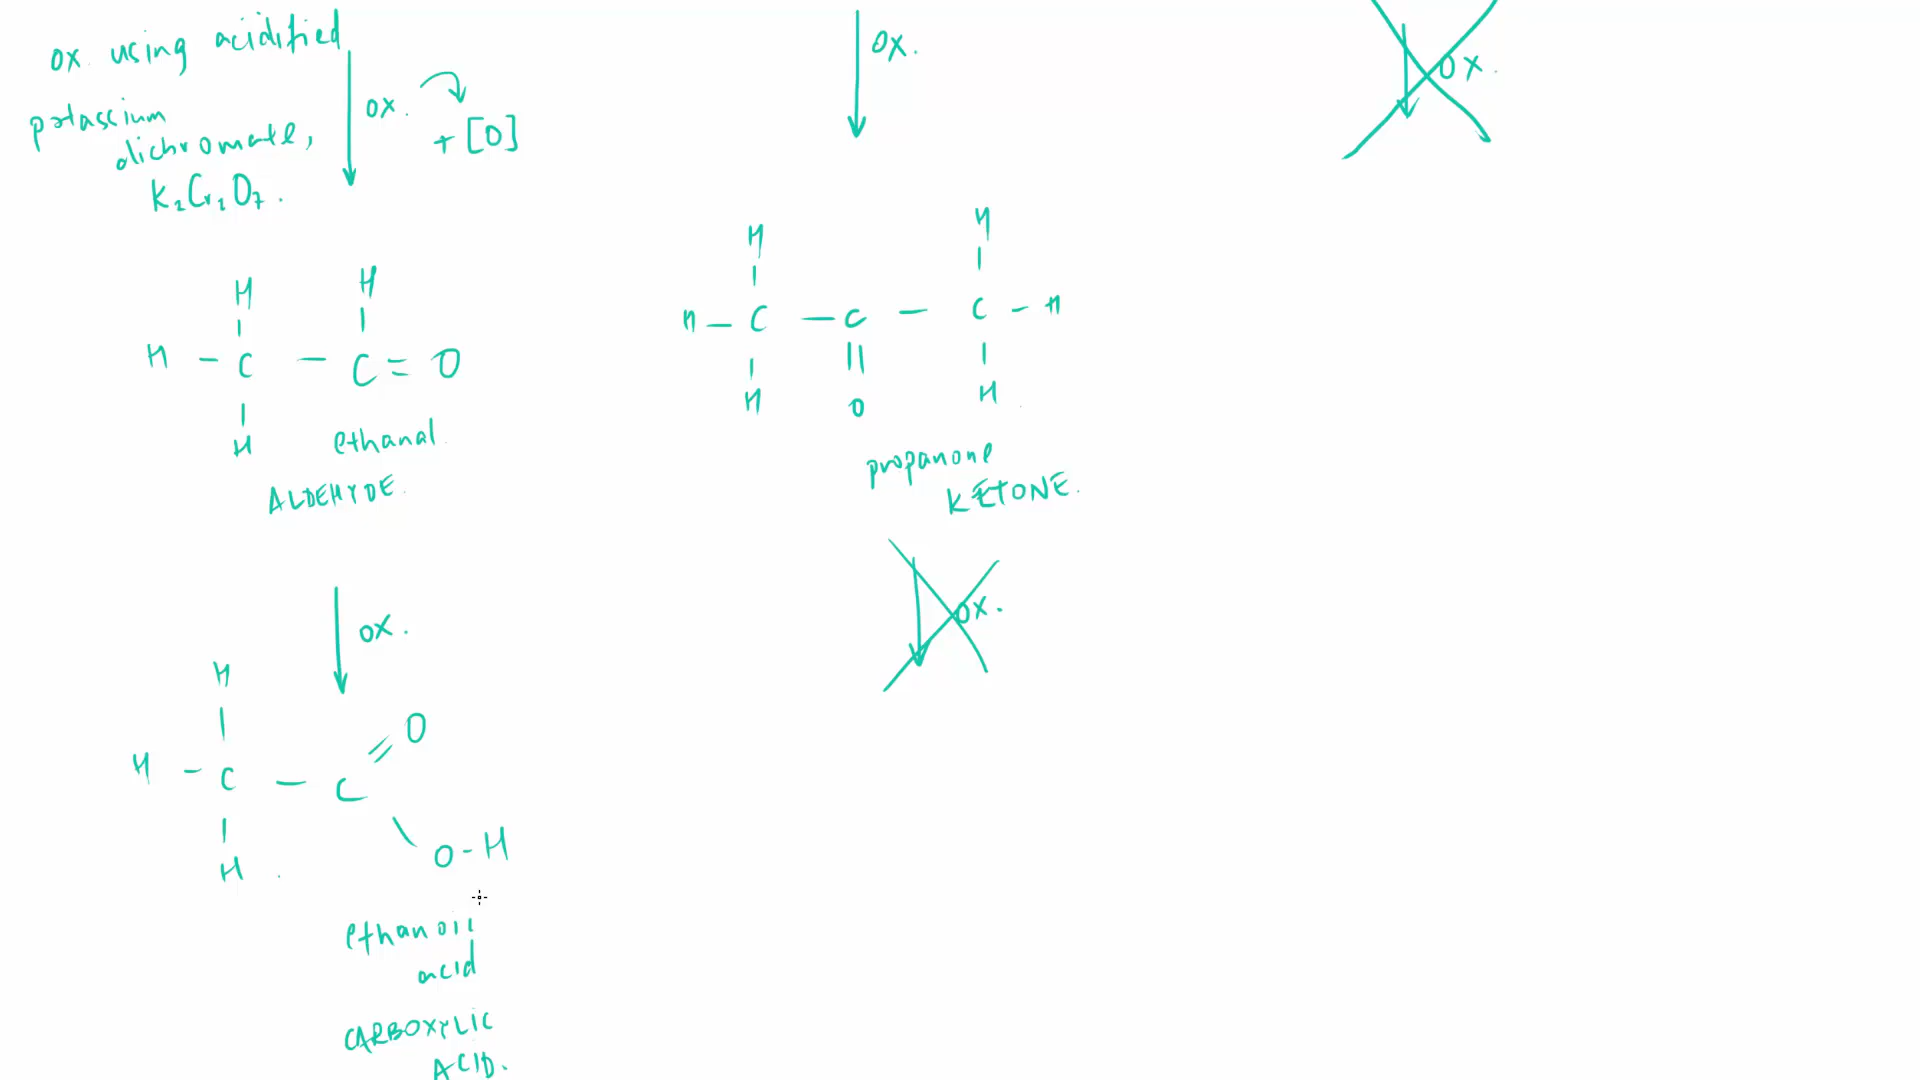 ox. using acidified
potassium
dichromate,
K₂Cr₂O₇.
ox.
+ [O]
H H
H - C - C = O
H
ethanal
ALDEHYDE.
ox.
H
O
H - C - C
O - H
H
ethanoic
acid
CARBOXYLIC
ACID.
ox.
H H
H - C - C - C - H
H O H
propanone
KETONE.
ox.
ox.